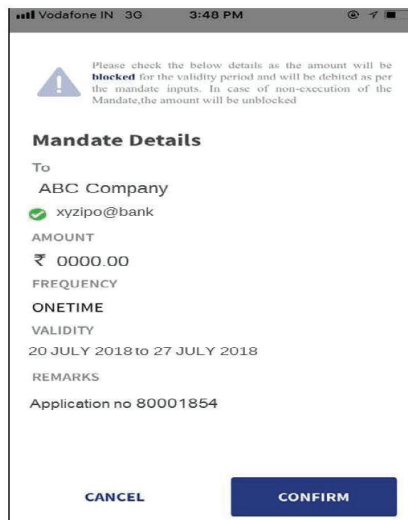 Vodafone IN 3G 3:48 PM
Please check the below details as the amount will be
blocked for the validity period and will be debited as per
the mandate inputs. In case of non-execution of the
Mandate,the amount will be unblocked
Mandate Details
To
ABC Company
xyzipo@bank
AMOUNT
₹ 0000.00
FREQUENCY
ONETIME
VALIDITY
20 JULY 2018 to 27 JULY 2018
REMARKS
Application no 80001854
CANCEL CONFIRM